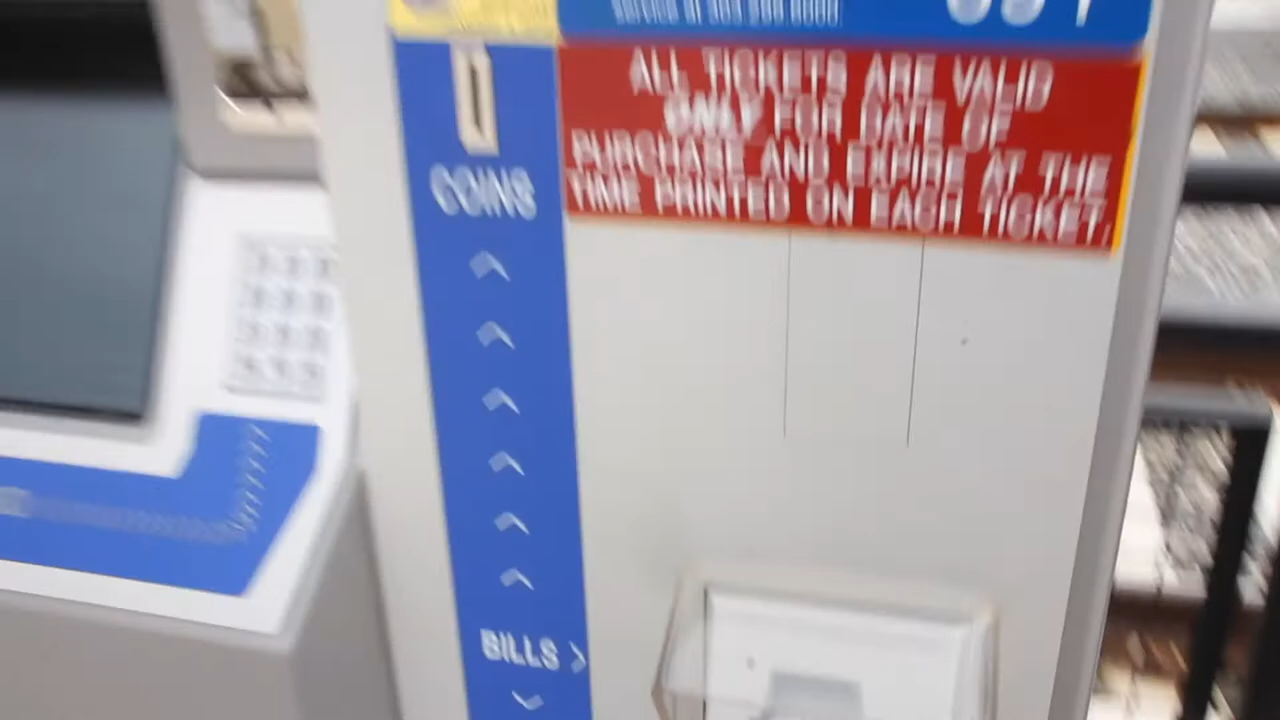 ALL TICKETS ARE VALID
ONLY FOR DATE OF
PURCHASE AND EXPIRE AT THE
TIME PRINTED ON EACH TICKET.
COINS
BILLS >